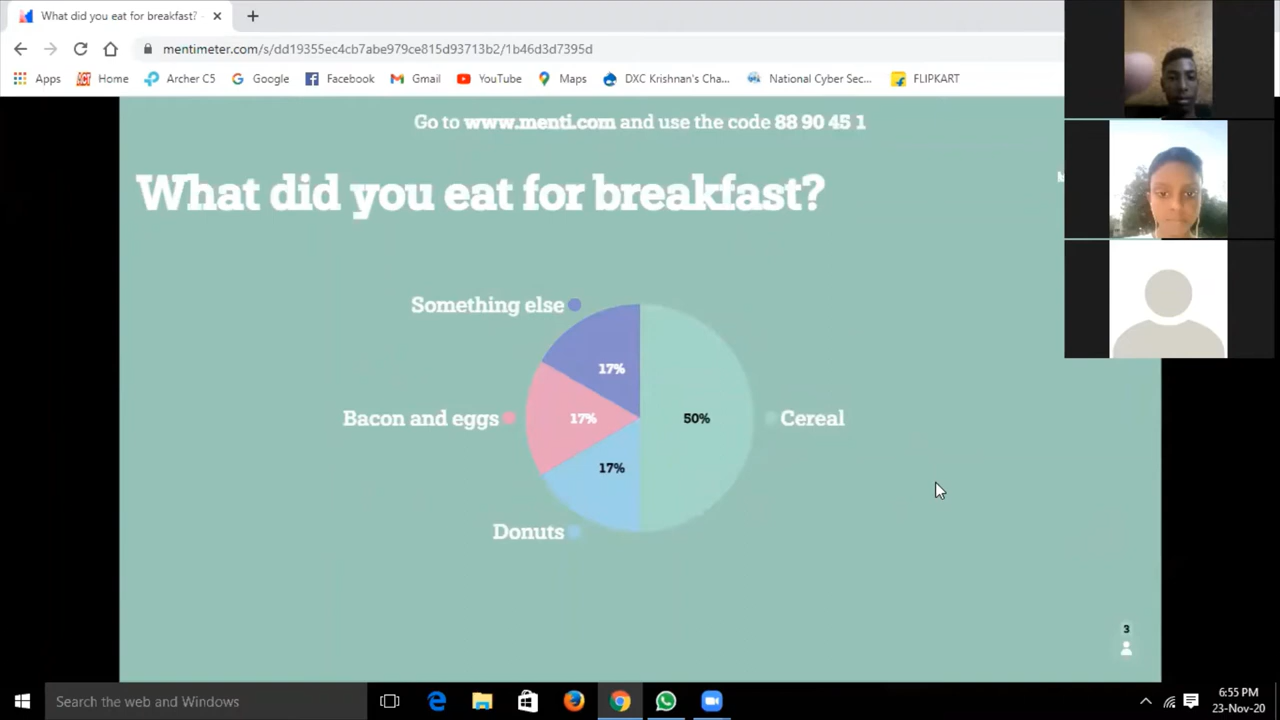 What did you eat for breakfast? -
mentimeter.com/s/dd19355ec4cb7abe979ce815d93713b2/1b46d3d7395d
Apps
Home
Archer C5
Google
Facebook
Gmail
YouTube
Maps
DXC Krishnan's Cha...
National Cyber Sec...
FLIPKART
Go to www.menti.com and use the code 88 90 45 1
What did you eat for breakfast?
Something else
17%
Bacon and eggs
17%
50%
Cereal
17%
Donuts
3
Search the web and Windows
6:55 PM
23-Nov-20